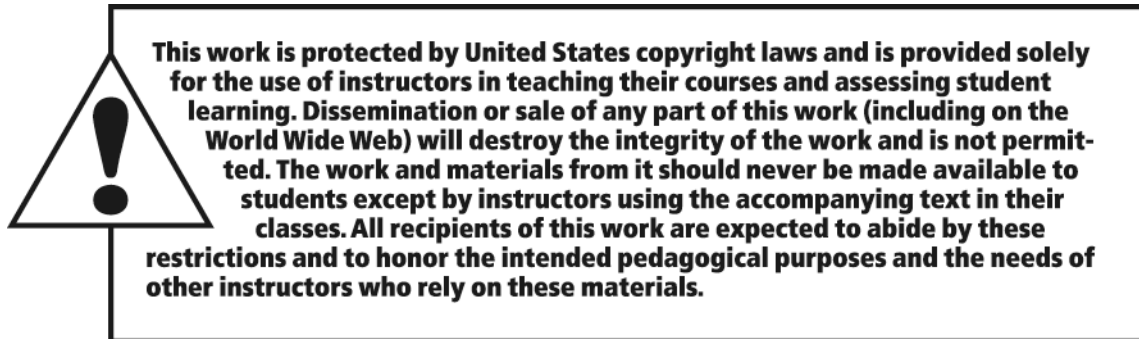 This work is protected by United States copyright laws and is provided solely
for the use of instructors in teaching their courses and assessing student
learning. Dissemination or sale of any part of this work (including on the
World Wide Web) will destroy the integrity of the work and is not permit-
ted. The work and materials from it should never be made available to
students except by instructors using the accompanying text in their
classes. All recipients of this work are expected to abide by these
restrictions and to honor the intended pedagogical purposes and the needs of
other instructors who rely on these materials.